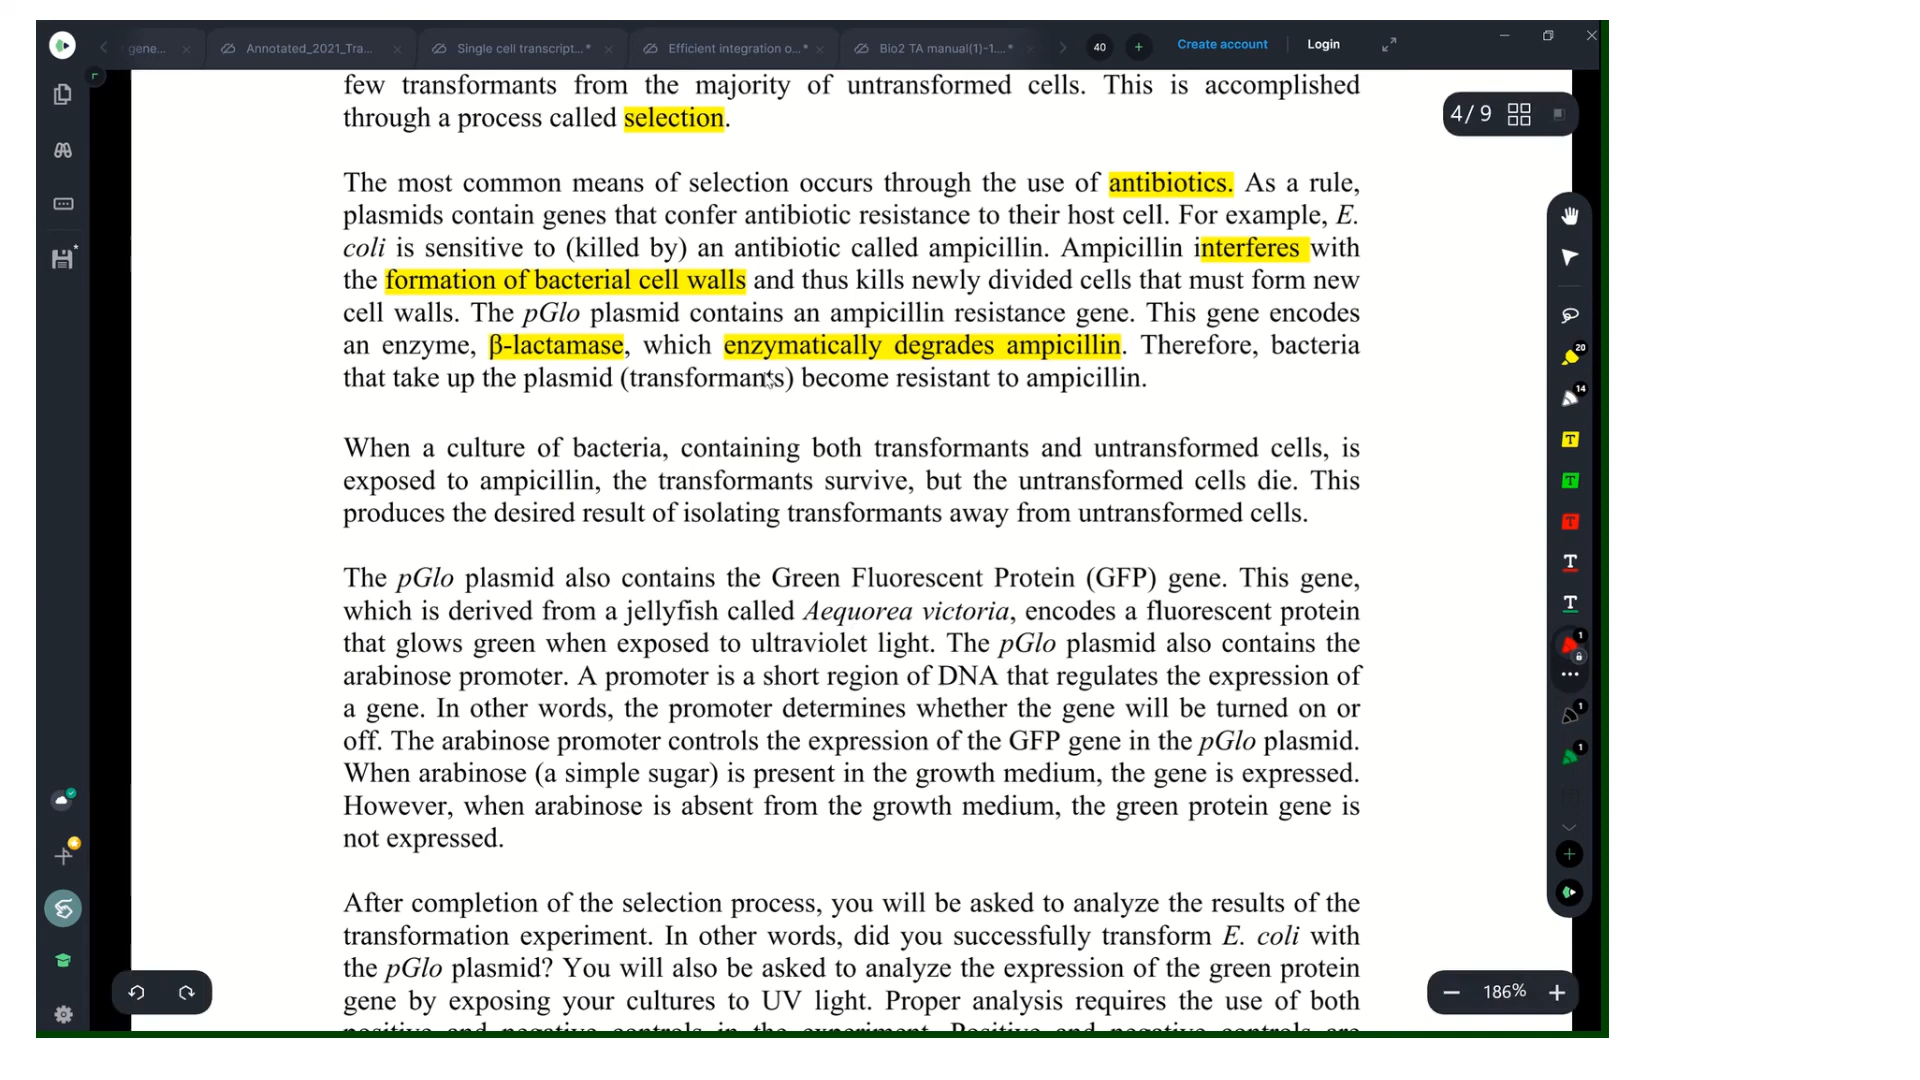 gene...
Annotated_2021_Tra...
Single cell transcript...*
Efficient integration o...*
Bio2 TA manual(1)-1....*
40
Create account
Login
4/9
few transformants from the majority of untransformed cells. This is accomplished
through a process called selection.
The most common means of selection occurs through the use of antibiotics. As a rule,
plasmids contain genes that confer antibiotic resistance to their host cell. For example, E.
coli is sensitive to (killed by) an antibiotic called ampicillin. Ampicillin interferes with
the formation of bacterial cell walls and thus kills newly divided cells that must form new
cell walls. The pGlo plasmid contains an ampicillin resistance gene. This gene encodes
an enzyme, β-lactamase, which enzymatically degrades ampicillin. Therefore, bacteria
that take up the plasmid (transformants) become resistant to ampicillin.
When a culture of bacteria, containing both transformants and untransformed cells, is
exposed to ampicillin, the transformants survive, but the untransformed cells die. This
produces the desired result of isolating transformants away from untransformed cells.
The pGlo plasmid also contains the Green Fluorescent Protein (GFP) gene. This gene,
which is derived from a jellyfish called Aequorea victoria, encodes a fluorescent protein
that glows green when exposed to ultraviolet light. The pGlo plasmid also contains the
arabinose promoter. A promoter is a short region of DNA that regulates the expression of
a gene. In other words, the promoter determines whether the gene will be turned on or
off. The arabinose promoter controls the expression of the GFP gene in the pGlo plasmid.
When arabinose (a simple sugar) is present in the growth medium, the gene is expressed.
However, when arabinose is absent from the growth medium, the green protein gene is
not expressed.
After completion of the selection process, you will be asked to analyze the results of the
transformation experiment. In other words, did you successfully transform E. coli with
the pGlo plasmid? You will also be asked to analyze the expression of the green protein
gene by exposing your cultures to UV light. Proper analysis requires the use of both
positive and negative controls in the experiment. Positive and negative controls are
20
14
T
T
T
T
T
1
1
1
186%